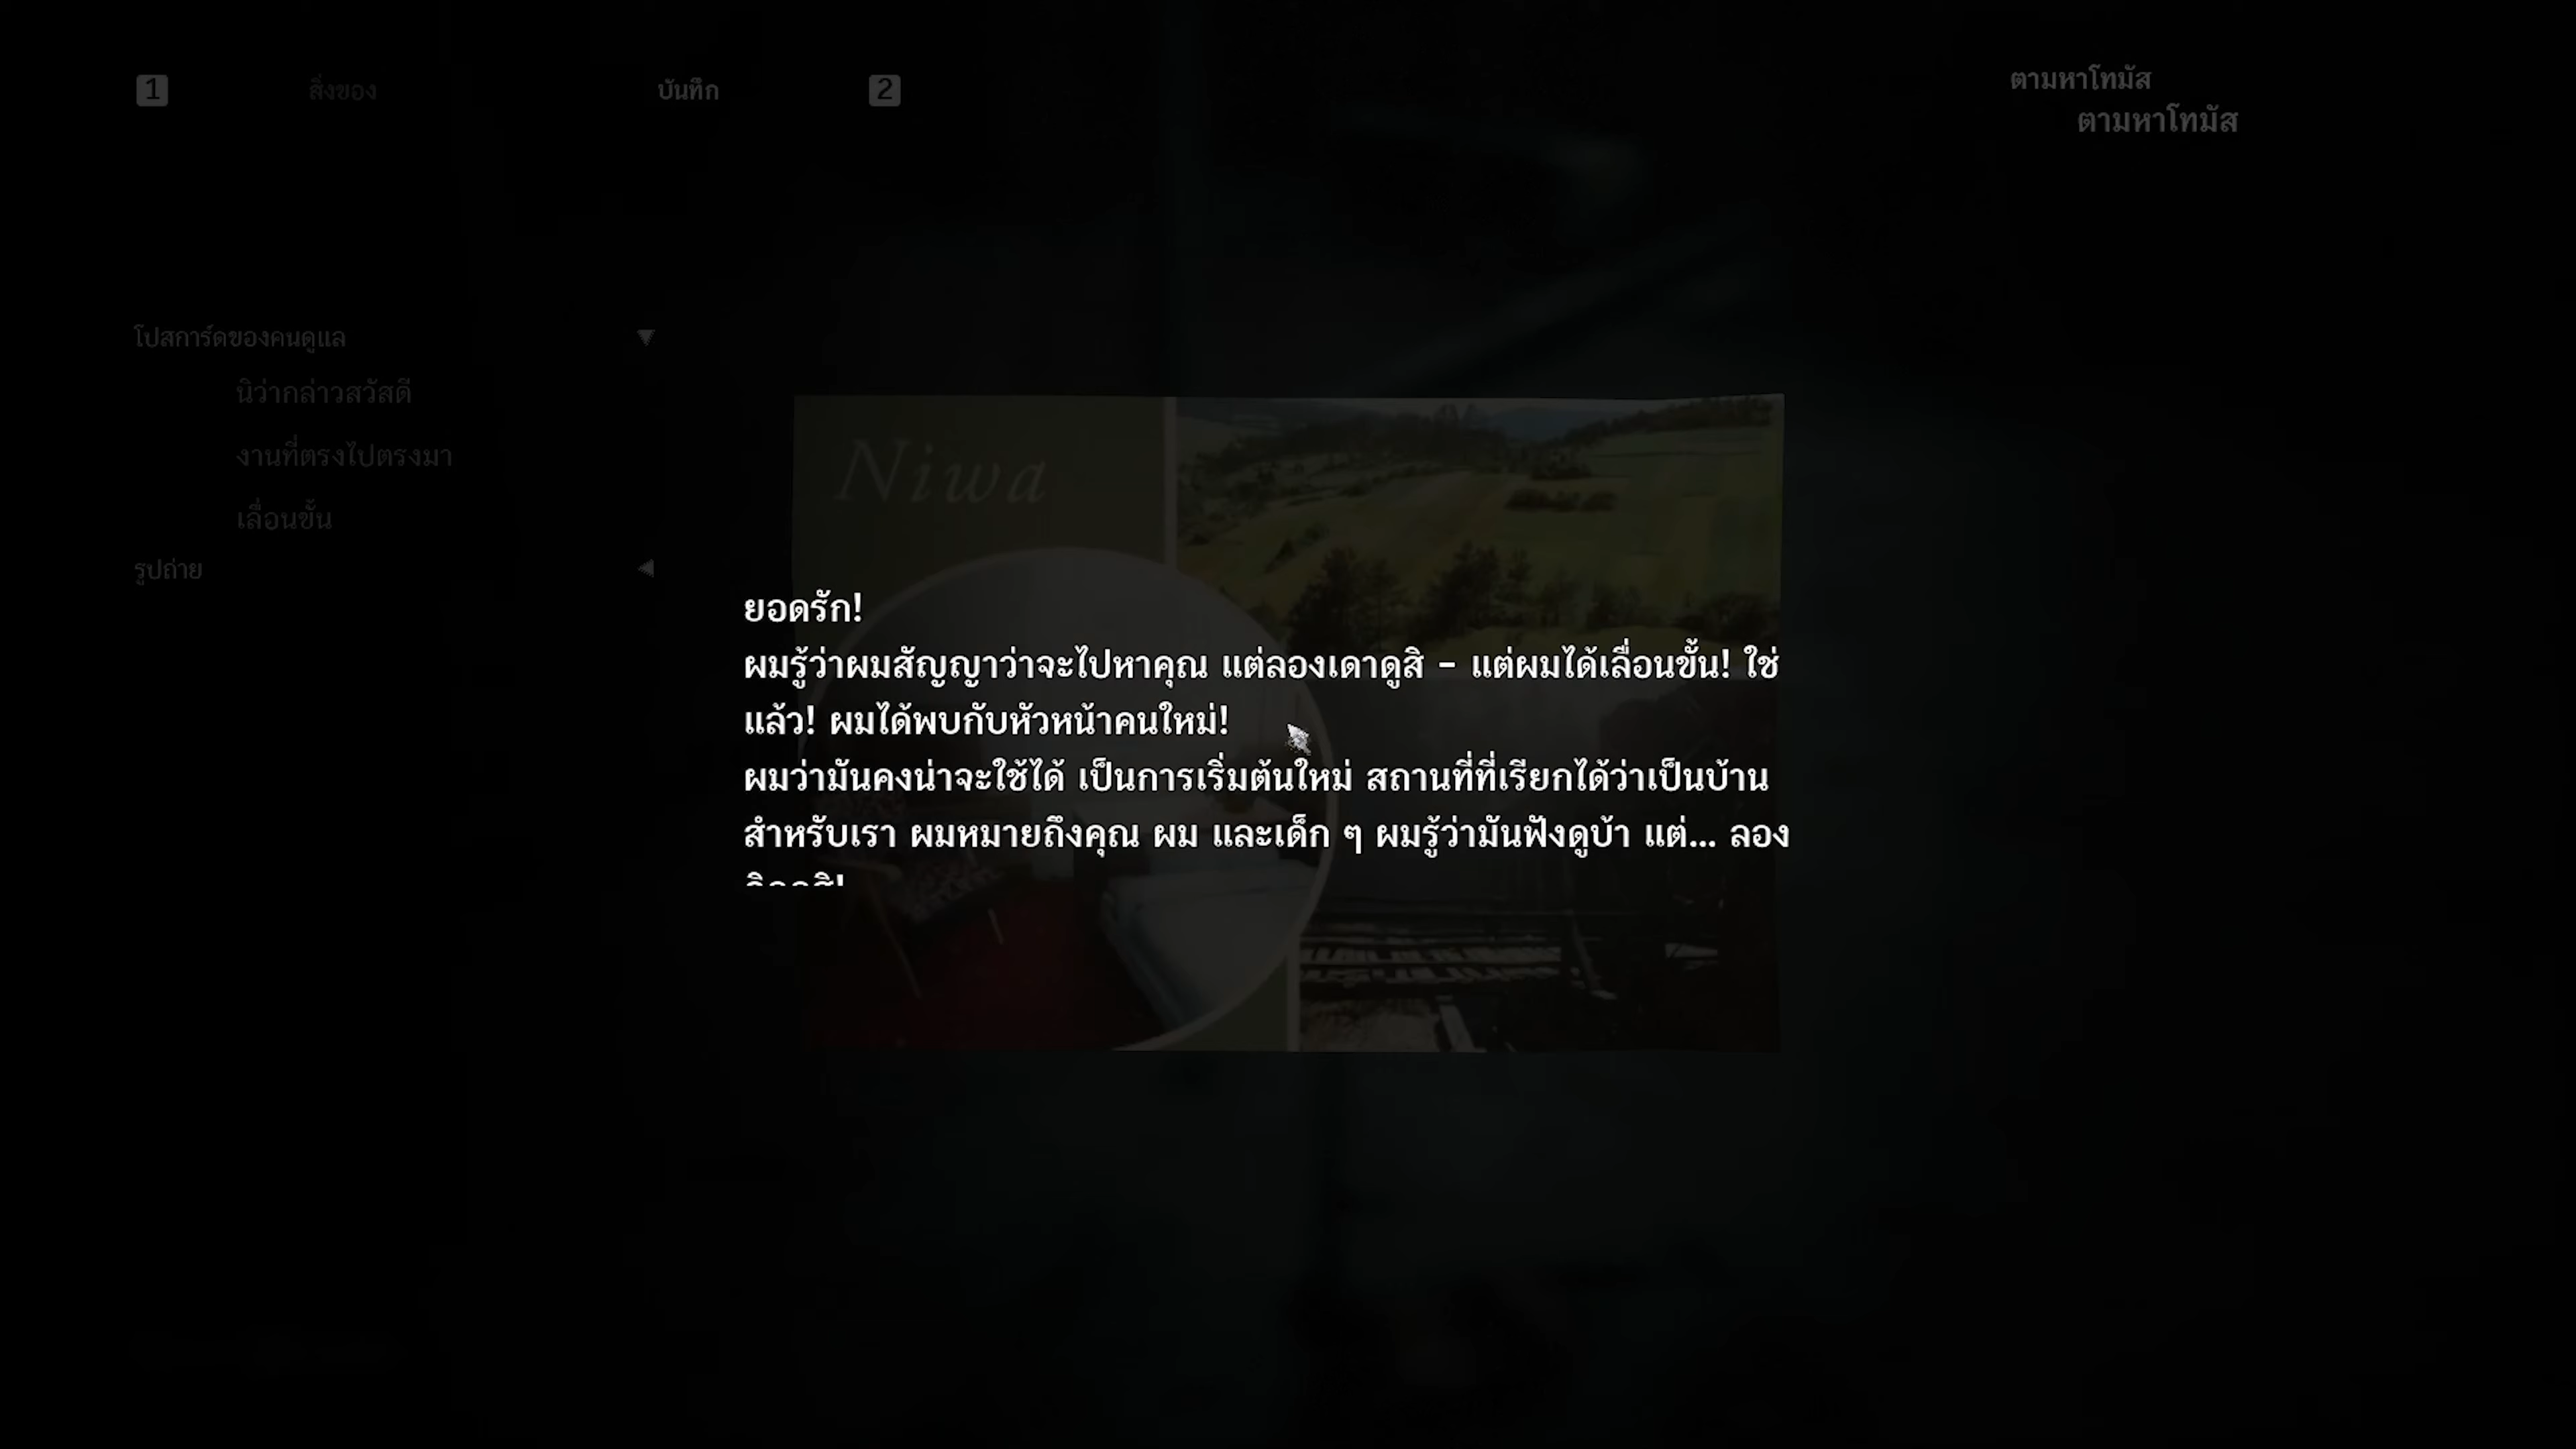 1 สิ่งของ บันทึก 2
ตามหาโทมัส
ตามหาโทมัส
โปสการ์ดของคนดูแล
นิว่ากล่าวสวัสดี
งานที่ตรงไปตรงมา
เลื่อนขั้น
รูปถ่าย
Niwa
ยอดรัก!
ผมรู้ว่าผมสัญญาว่าจะไปหาคุณ แต่ลองเดาดูสิ – แต่ผมได้เลื่อนขั้น! ใช่
แล้ว! ผมได้พบกับหัวหน้าคนใหม่!
ผมว่ามันคงน่าจะใช้ได้ เป็นการเริ่มต้นใหม่ สถานที่ที่เรียกได้ว่าเป็นบ้าน
สำหรับเรา ผมหมายถึงคุณ ผม และเด็ก ๆ ผมรู้ว่ามันฟังดูบ้า แต่... ลอง